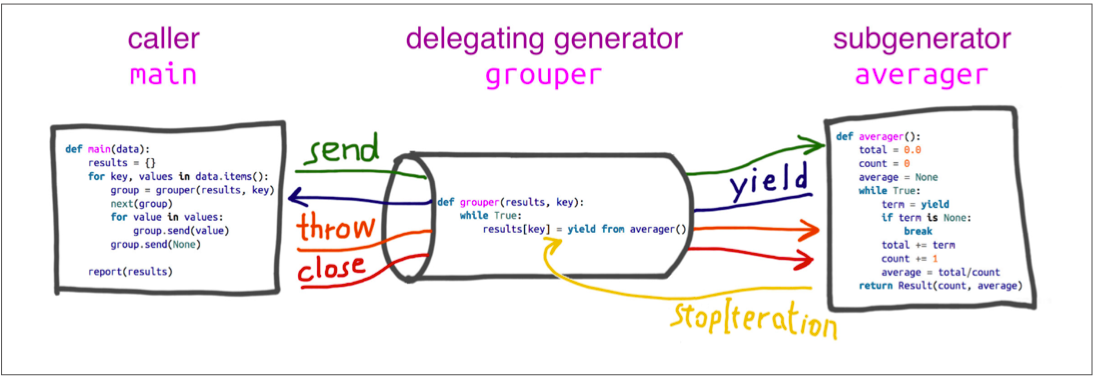 caller
main
delegating generator
grouper
subgenerator
averager
def main(data):
    results = {}
    for key, values in data.items():
        group = grouper(results, key)
        next(group)
        for value in values:
            group.send(value)
        group.send(None)

    report(results)
send
throw
close
def grouper(results, key):
    while True:
        results[key] = yield from averager()
yield
StopIteration
def averager():
    total = 0.0
    count = 0
    average = None
    while True:
        term = yield
        if term is None:
            break
        total += term
        count += 1
        average = total/count
    return Result(count, average)